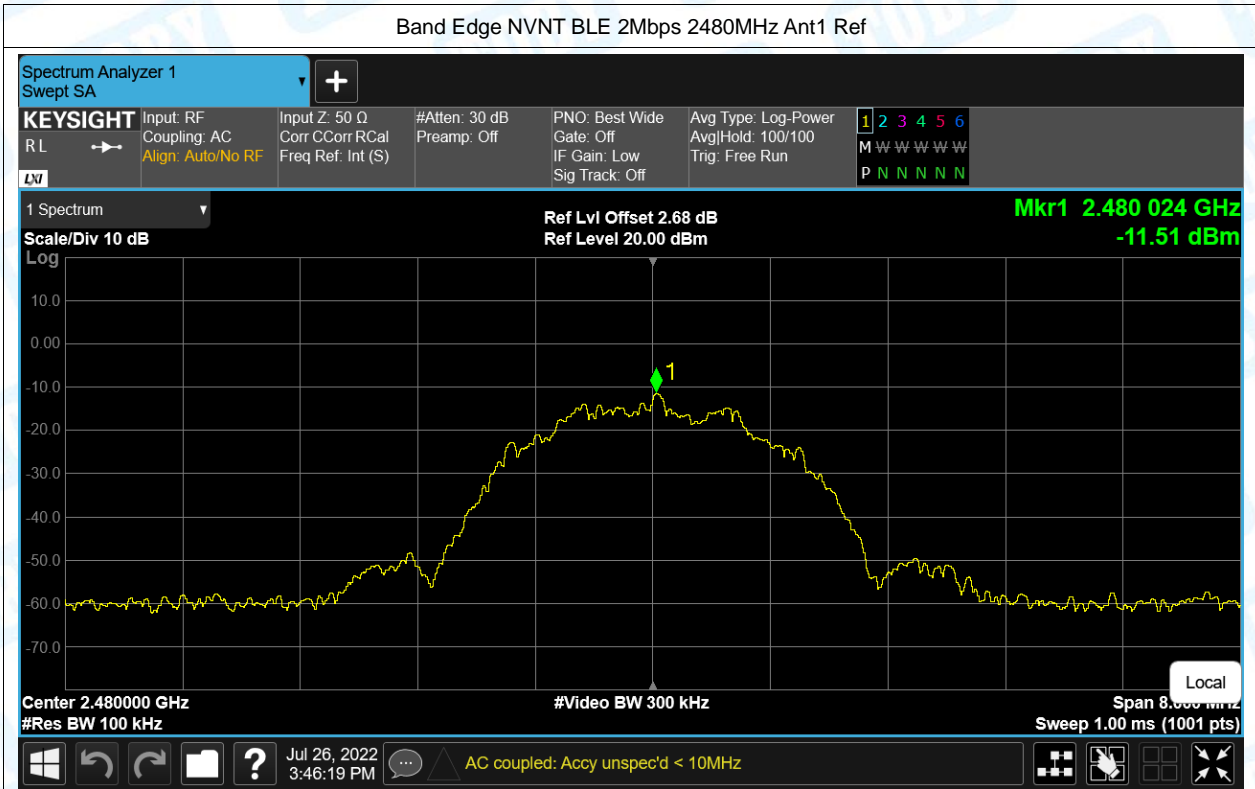 Band Edge NVNT BLE 2Mbps 2480MHz Ant1 Ref
Spectrum Analyzer 1
Swept SA
KEYSIGHT
R L
LXI
Input: RF
Coupling: AC
Align: Auto/No RF
Input Z: 50 Ω
Corr CCorr RCal
Freq Ref: Int (S)
#Atten: 30 dB
Preamp: Off
PNO: Best Wide
Gate: Off
IF Gain: Low
Sig Track: Off
Avg Type: Log-Power
Avg|Hold: 100/100
Trig: Free Run
1 2 3 4 5 6
M W W W W W
P N N N N N
1 Spectrum
Scale/Div 10 dB
Log
Ref Lvl Offset 2.68 dB
Ref Level 20.00 dBm
Mkr1 2.480 024 GHz
-11.51 dBm
10.0
0.00
-10.0
-20.0
-30.0
-40.0
-50.0
-60.0
-70.0
1
Local
Center 2.480000 GHz
#Res BW 100 kHz
#Video BW 300 kHz
Span 8.000 MHz
Sweep 1.00 ms (1001 pts)
?
Jul 26, 2022
3:46:19 PM
AC coupled: Accy unspec'd < 10MHz